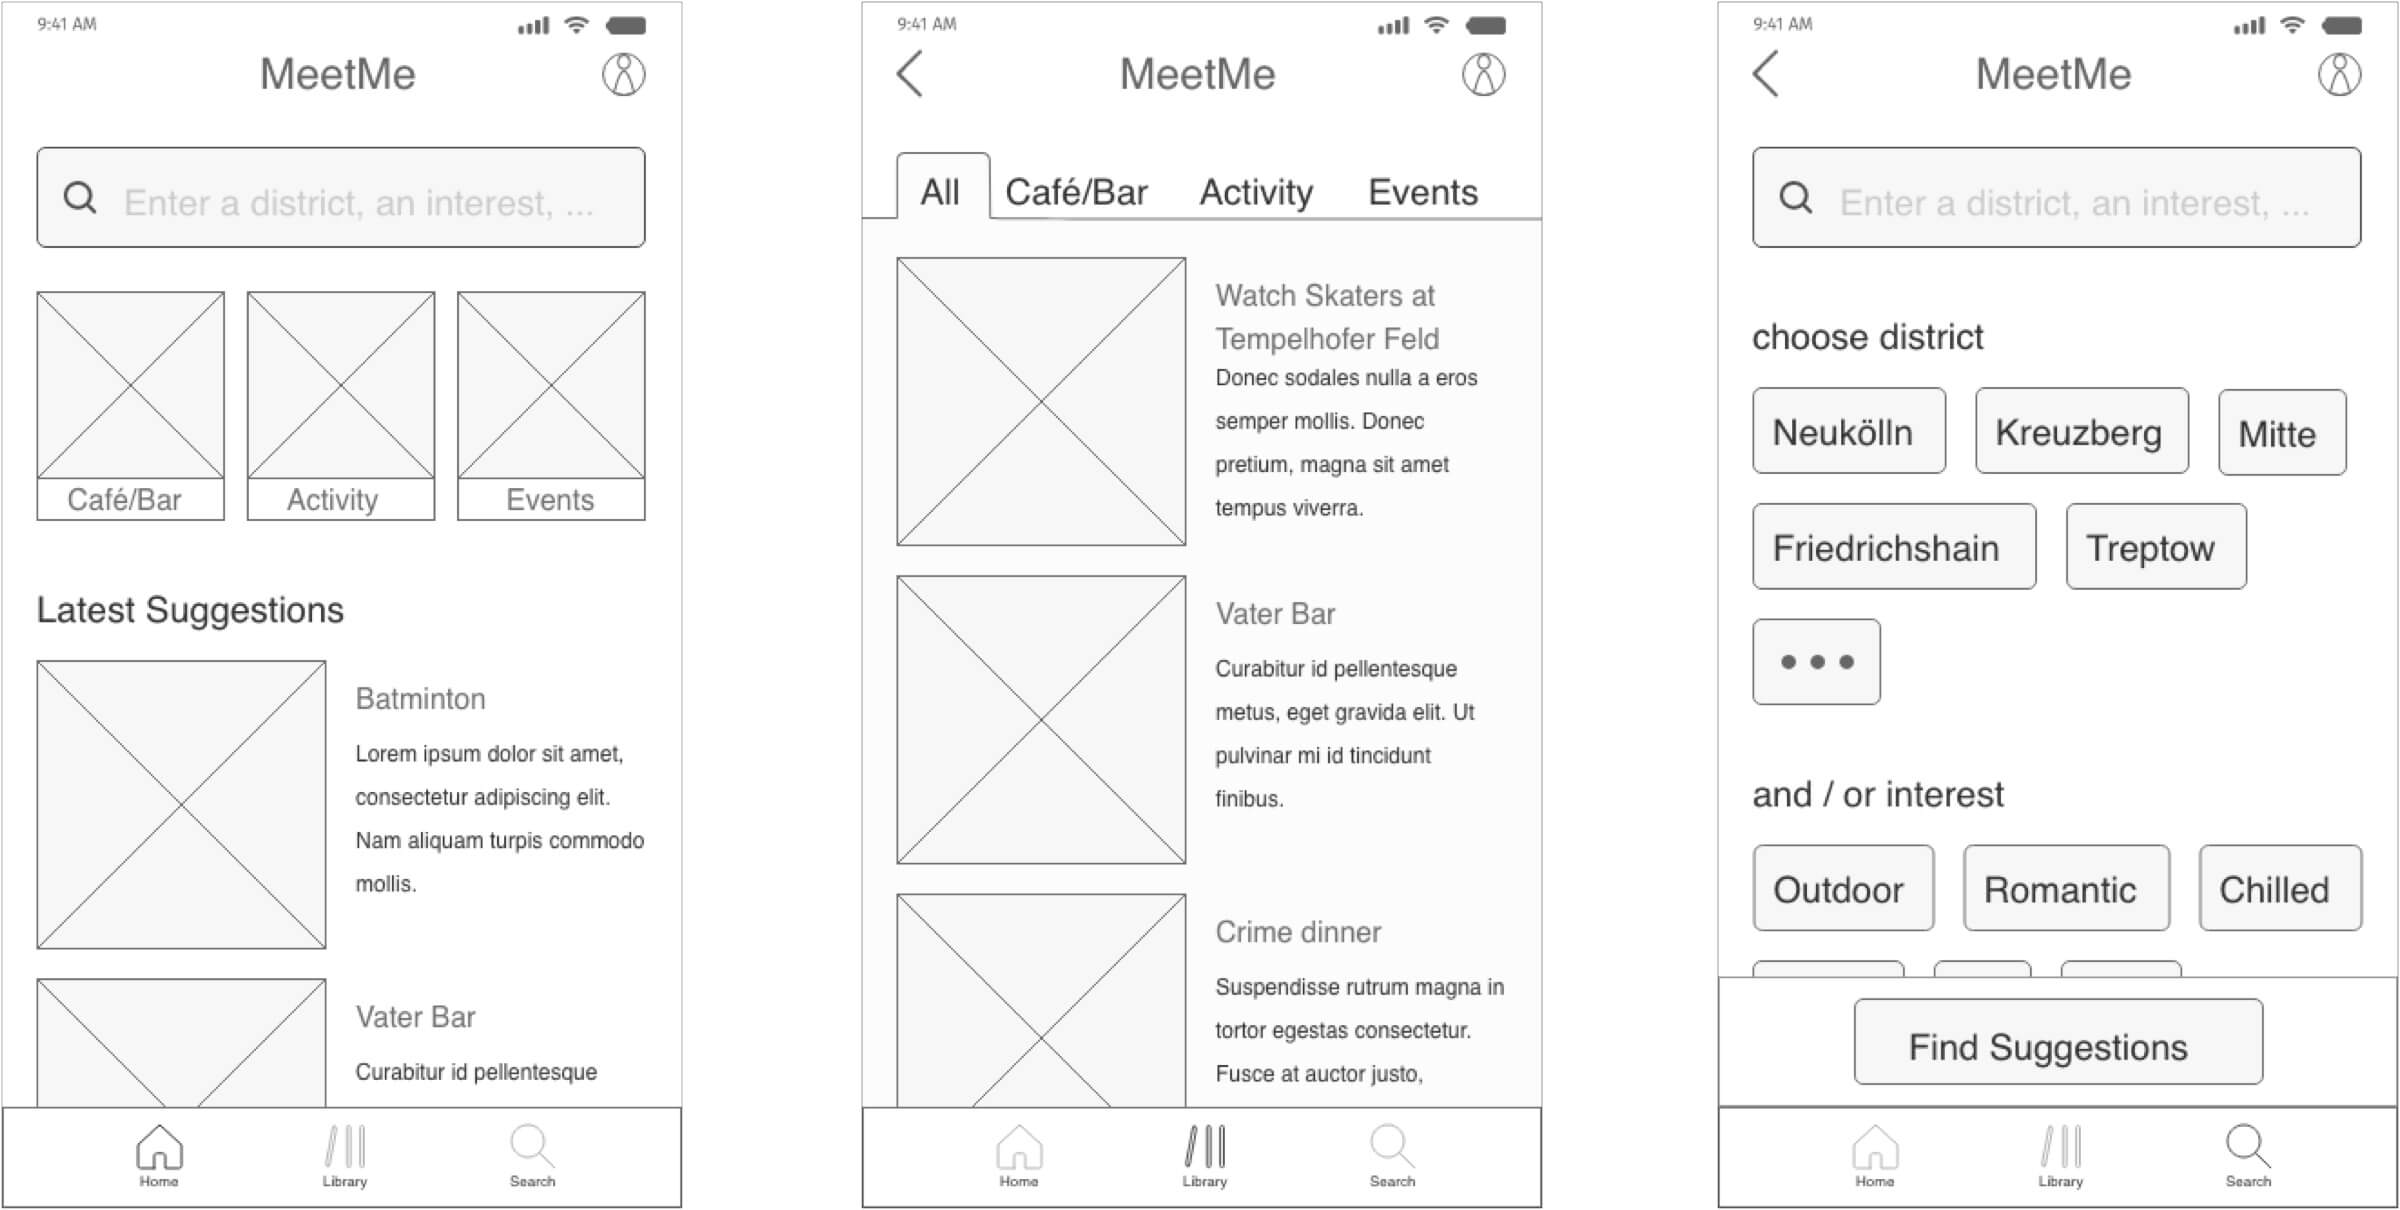 9:41 AM
MeetMe
Enter a district, an interest, ...
Café/Bar
Activity
Events
Latest Suggestions
Batminton
Lorem ipsum dolor sit amet,
consectetur adipiscing elit.
Nam aliquam turpis commodo
mollis.
Vater Bar
Curabitur id pellentesque
Home
Library
Search
9:41 AM
MeetMe
All
Café/Bar
Activity
Events
Watch Skaters at
Tempelhofer Feld
Donec sodales nulla a eros
semper mollis. Donec
pretium, magna sit amet
tempus viverra.
Vater Bar
Curabitur id pellentesque
metus, eget gravida elit. Ut
pulvinar mi id tincidunt
finibus.
Crime dinner
Suspendisse rutrum magna in
tortor egestas consectetur.
Fusce at auctor justo,
Home
Library
Search
9:41 AM
MeetMe
Enter a district, an interest, ...
choose district
Neukölln
Kreuzberg
Mitte
Friedrichshain
Treptow
and / or interest
Outdoor
Romantic
Chilled
Find Suggestions
Home
Library
Search